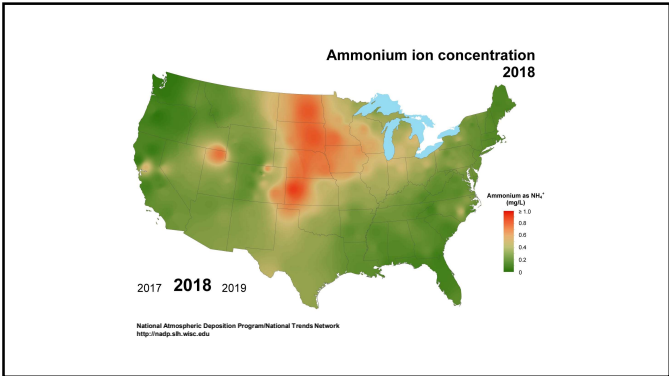 Ammonium ion concentration
2018
Ammonium as NH₄⁺
(mg/L)
≥ 1.0
0.8
0.6
0.4
0.2
0
2017 2018 2019
National Atmospheric Deposition Program/National Trends Network
http://nadp.slh.wisc.edu